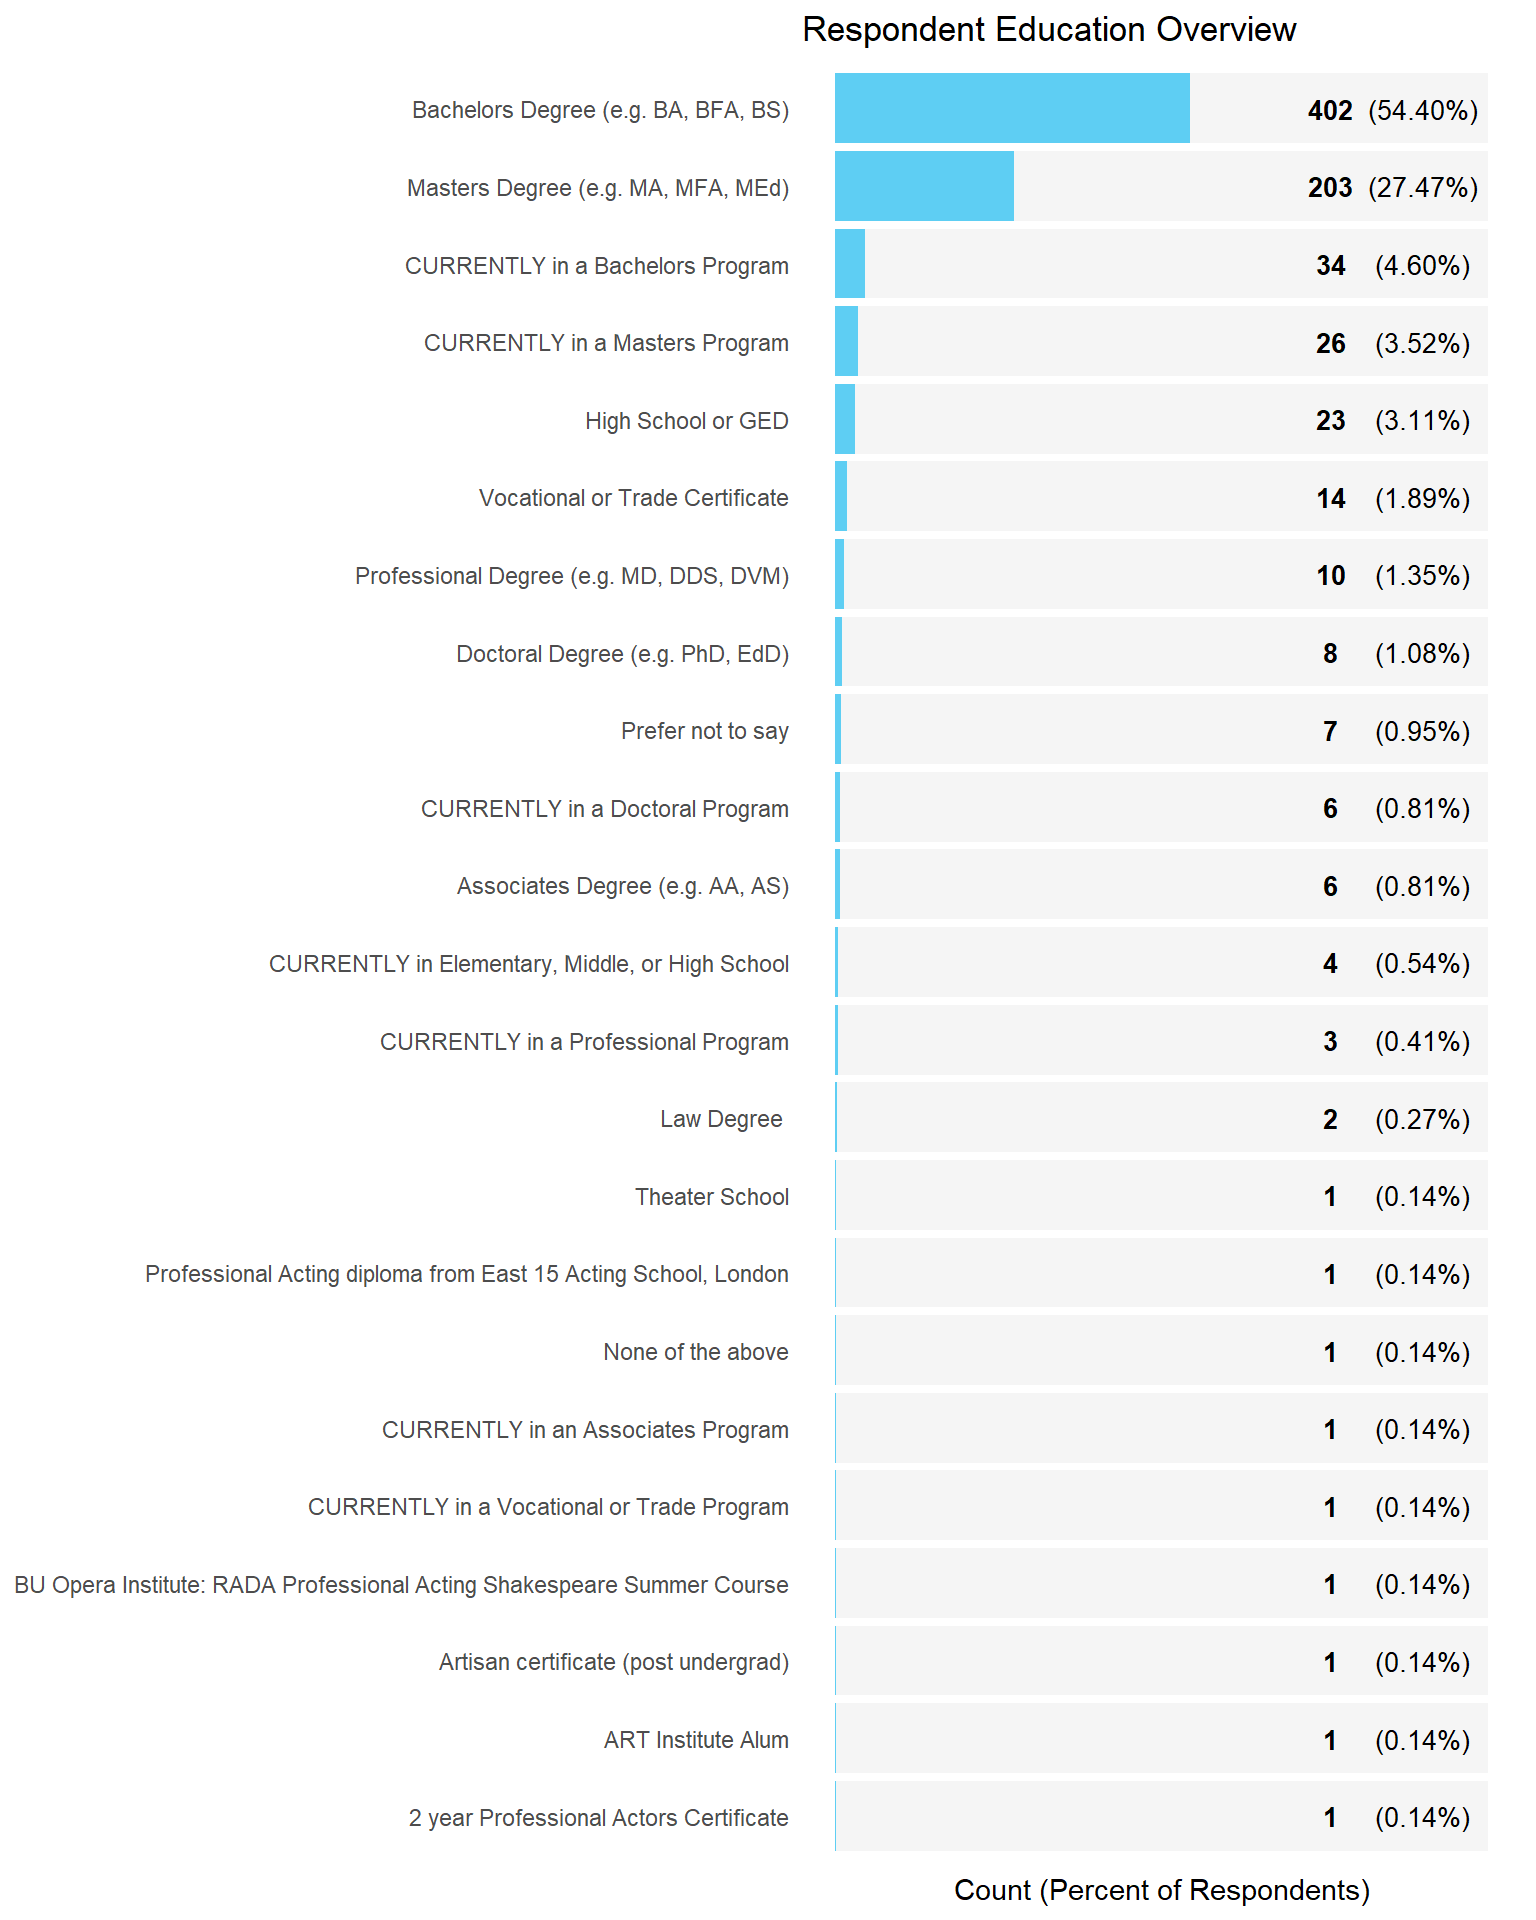 Respondent Education Overview
Bachelors Degree (e.g. BA, BFA, BS) 402 (54.40%)
Masters Degree (e.g. MA, MFA, MEd) 203 (27.47%)
CURRENTLY in a Bachelors Program 34 (4.60%)
CURRENTLY in a Masters Program 26 (3.52%)
High School or GED 23 (3.11%)
Vocational or Trade Certificate 14 (1.89%)
Professional Degree (e.g. MD, DDS, DVM) 10 (1.35%)
Doctoral Degree (e.g. PhD, EdD) 8 (1.08%)
Prefer not to say 7 (0.95%)
CURRENTLY in a Doctoral Program 6 (0.81%)
Associates Degree (e.g. AA, AS) 6 (0.81%)
CURRENTLY in Elementary, Middle, or High School 4 (0.54%)
CURRENTLY in a Professional Program 3 (0.41%)
Law Degree 2 (0.27%)
Theater School 1 (0.14%)
Professional Acting diploma from East 15 Acting School, London 1 (0.14%)
None of the above 1 (0.14%)
CURRENTLY in an Associates Program 1 (0.14%)
CURRENTLY in a Vocational or Trade Program 1 (0.14%)
BU Opera Institute: RADA Professional Acting Shakespeare Summer Course 1 (0.14%)
Artisan certificate (post undergrad) 1 (0.14%)
ART Institute Alum 1 (0.14%)
2 year Professional Actors Certificate 1 (0.14%)
Count (Percent of Respondents)